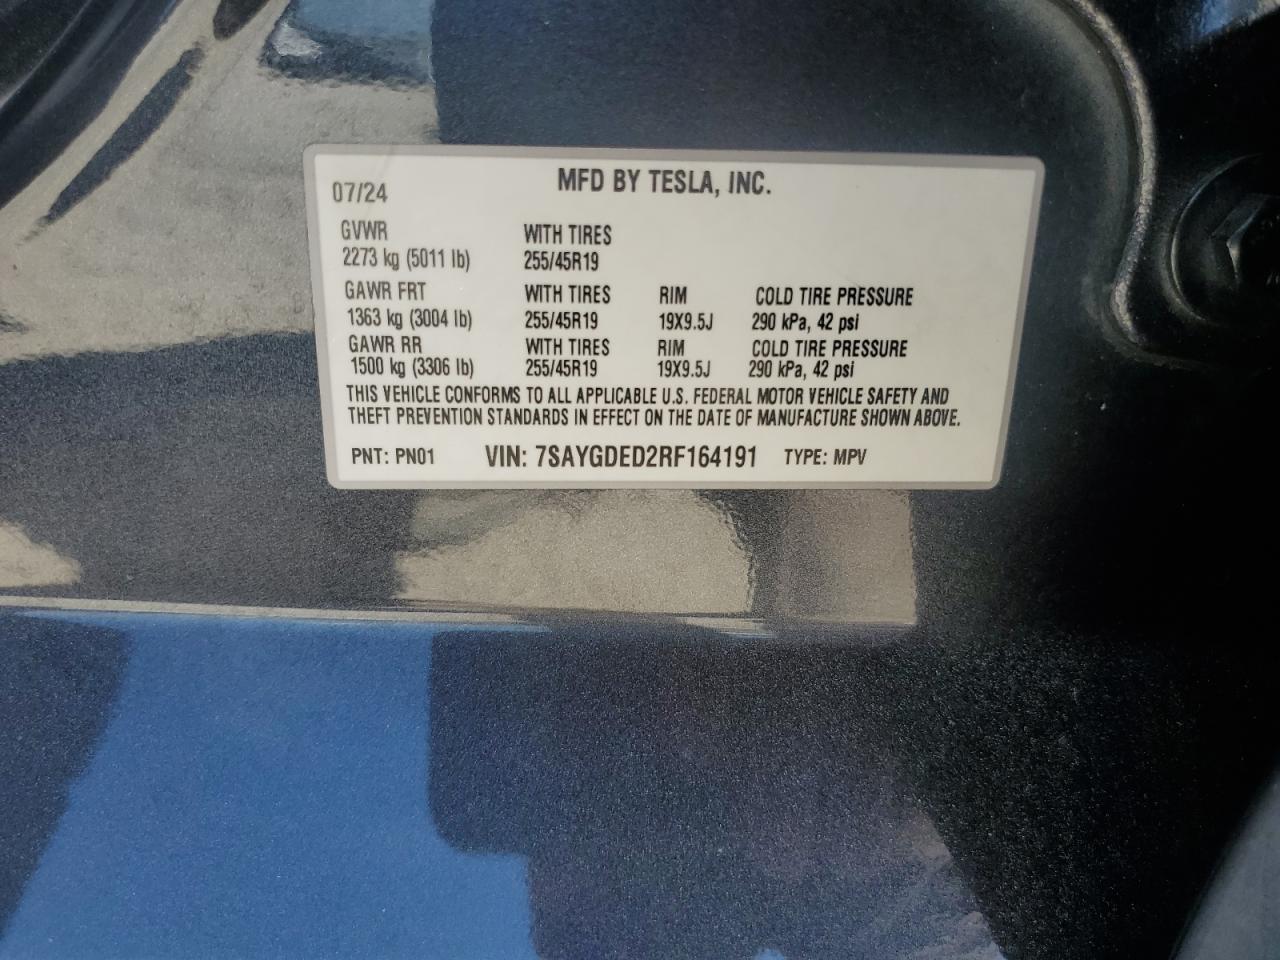 07/24 MFD BY TESLA, INC.
GVWR WITH TIRES
2273 kg (5011 lb) 255/45R19
GAWR FRT WITH TIRES RIM COLD TIRE PRESSURE
1363 kg (3004 lb) 255/45R19 19X9.5J 290 kPa, 42 psi
GAWR RR WITH TIRES RIM COLD TIRE PRESSURE
1500 kg (3306 lb) 255/45R19 19X9.5J 290 kPa, 42 psi
THIS VEHICLE CONFORMS TO ALL APPLICABLE U.S. FEDERAL MOTOR VEHICLE SAFETY AND
THEFT PREVENTION STANDARDS IN EFFECT ON THE DATE OF MANUFACTURE SHOWN ABOVE.
PNT: PN01 VIN: 7SAYGDED2RF164191 TYPE: MPV